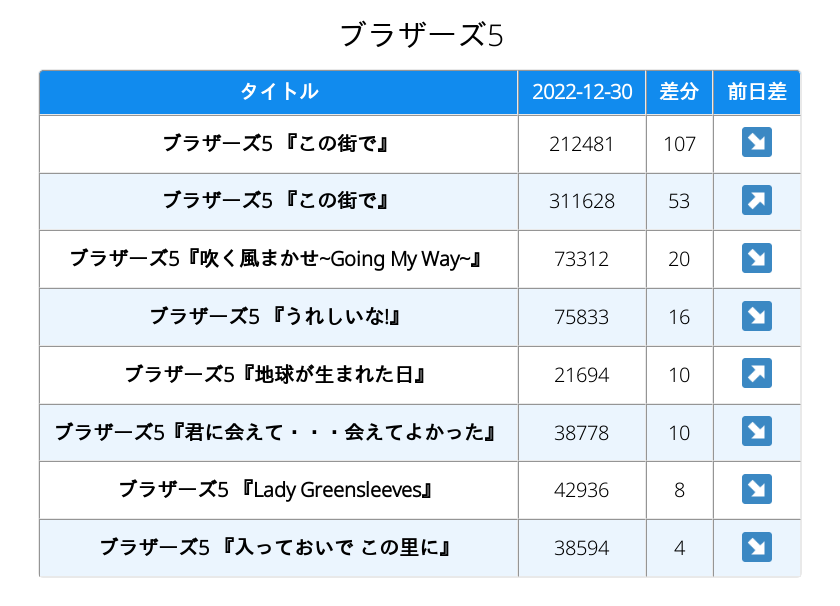 ブラザーズ5
タイトル 2022-12-30 差分 前日差
ブラザーズ5 『この街で』 212481 107 ↘
ブラザーズ5 『この街で』 311628 53 ↗
ブラザーズ5『吹く風まかせ~Going My Way~』 73312 20 ↘
ブラザーズ5 『うれしいな!』 75833 16 ↘
ブラザーズ5『地球が生まれた日』 21694 10 ↗
ブラザーズ5『君に会えて・・・会えてよかった』 38778 10 ↘
ブラザーズ5 『Lady Greensleeves』 42936 8 ↘
ブラザーズ5 『入っておいで この里に』 38594 4 ↘